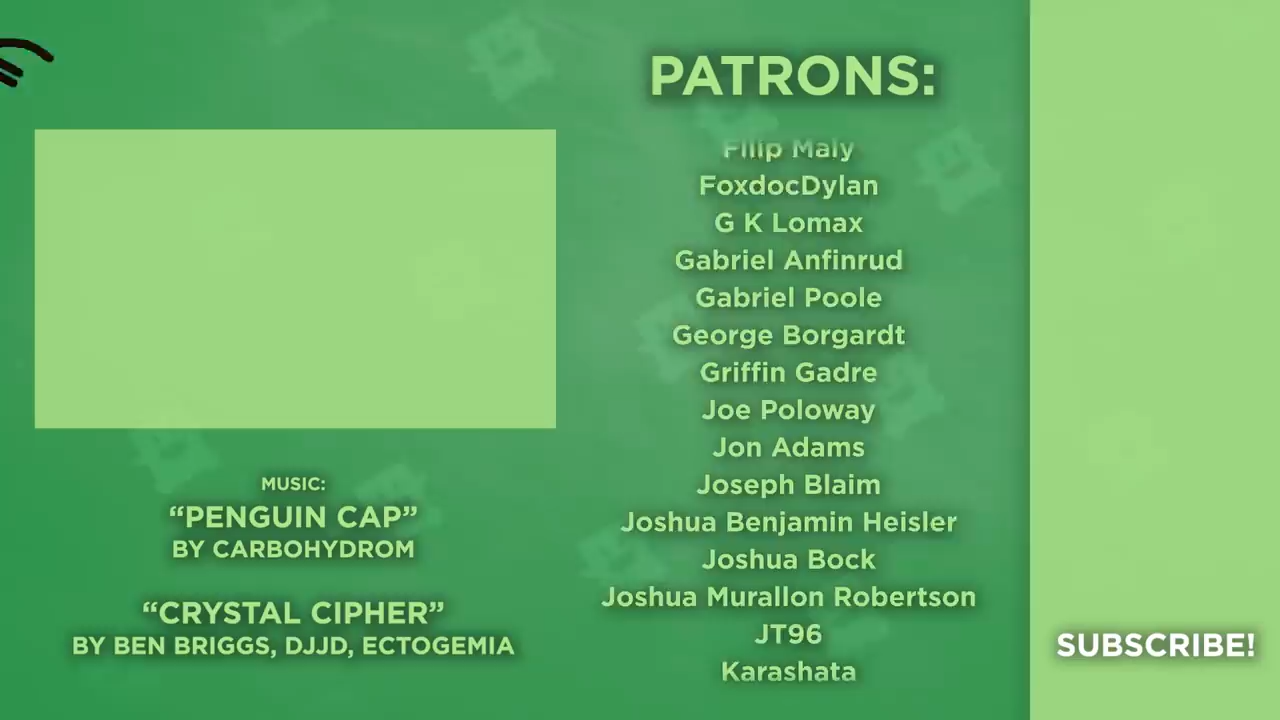 MUSIC:
“PENGUIN CAP”
BY CARBOHYDROM
“CRYSTAL CIPHER”
BY BEN BRIGGS, DJJD, ECTOGEMIA
PATRONS:
Filip Maly
FoxdocDylan
G K Lomax
Gabriel Anfinrud
Gabriel Poole
George Borgardt
Griffin Gadre
Joe Poloway
Jon Adams
Joseph Blaim
Joshua Benjamin Heisler
Joshua Bock
Joshua Murallon Robertson
JT96
Karashata
SUBSCRIBE!